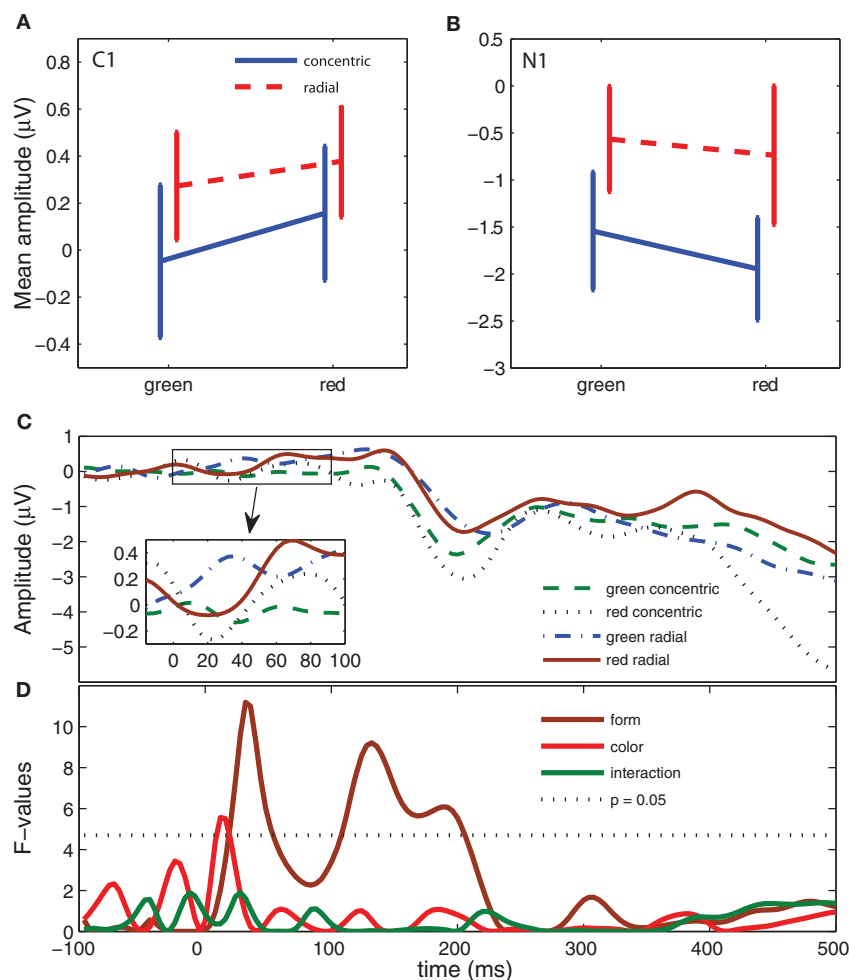 A
B
C1
concentric
radial
Mean amplitude (µV)
0.8
0.6
0.4
0.2
0
−0.2
−0.4
green
red
N1
0.5
0
−0.5
−1
−1.5
−2
−2.5
−3
green
red
C
Amplitude (µV)
1
0
−1
−2
−3
−4
−5
0.4
0.2
0
−0.2
0 20 40 60 80 100
green concentric
red concentric
green radial
red radial
D
F−values
10
8
6
4
2
0
form
color
interaction
p = 0.05
−100 0 100 200 300 400 500
time (ms)